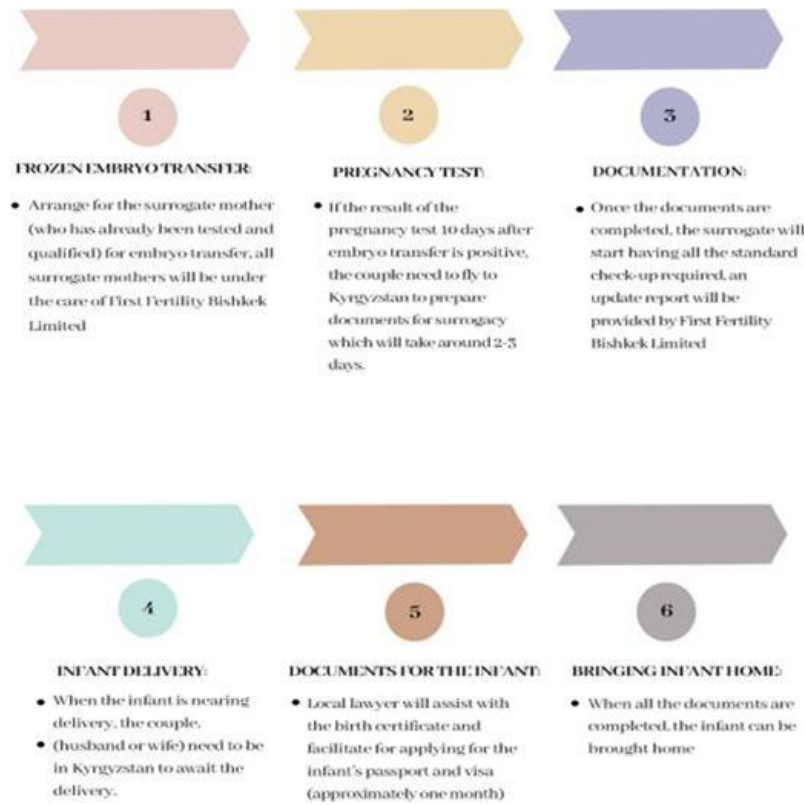 1
FROZEN EMBRYO TRANSFER:
• Arrange for the surrogate mother
(who has already been tested and
qualified) for embryo transfer, all
surrogate mothers will be under
the care of First Fertility Bishkek
Limited
2
PREGNANCY TEST:
• If the result of the
pregnancy test 10 days after
embryo transfer is positive,
the couple need to fly to
Kyrgyzstan to prepare
documents for surrogacy
which will take around 2-3
days.
3
DOCUMENTATION:
• Once the documents are
completed, the surrogate will
start having all the standard
check-up required, an
update report will be
provided by First Fertility
Bishkek Limited
4
INFANT DELIVERY:
• When the infant is nearing
delivery, the couple,
• (husband or wife) need to be
in Kyrgyzstan to await the
delivery.
5
DOCUMENTS FOR THE INFANT:
• Local lawyer will assist with
the birth certificate and
facilitate for applying for the
infant's passport and visa
(approximately one month)
6
BRINGING INFANT HOME:
• When all the documents are
completed, the infant can be
brought home